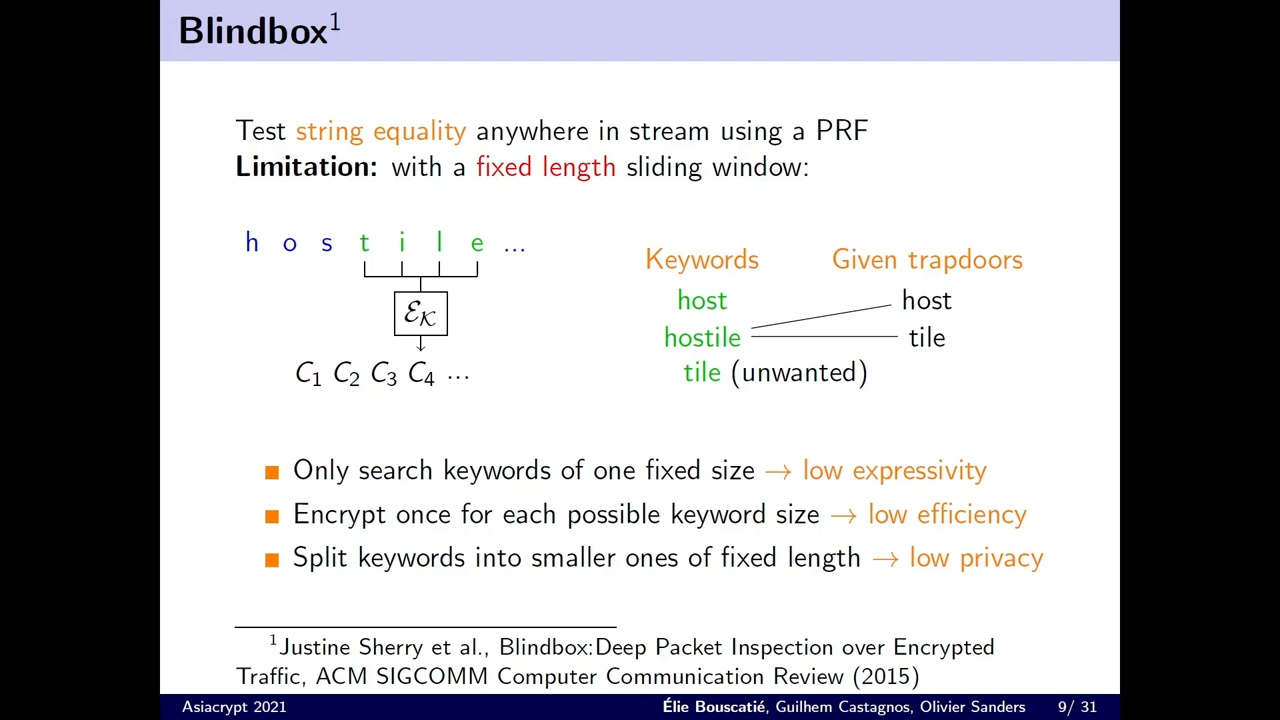 Blindbox¹
Test string equality anywhere in stream using a PRF
Limitation: with a fixed length sliding window:
h o s t i l e ...
ℰ𝒦
C₁ C₂ C₃ C₄ ...
Keywords Given trapdoors
host host
hostile tile
tile (unwanted)
Only search keywords of one fixed size → low expressivity
Encrypt once for each possible keyword size → low efficiency
Split keywords into smaller ones of fixed length → low privacy
¹Justine Sherry et al., Blindbox:Deep Packet Inspection over Encrypted
Traffic, ACM SIGCOMM Computer Communication Review (2015)
Asiacrypt 2021 Élie Bouscatié, Guilhem Castagnos, Olivier Sanders 9/ 31